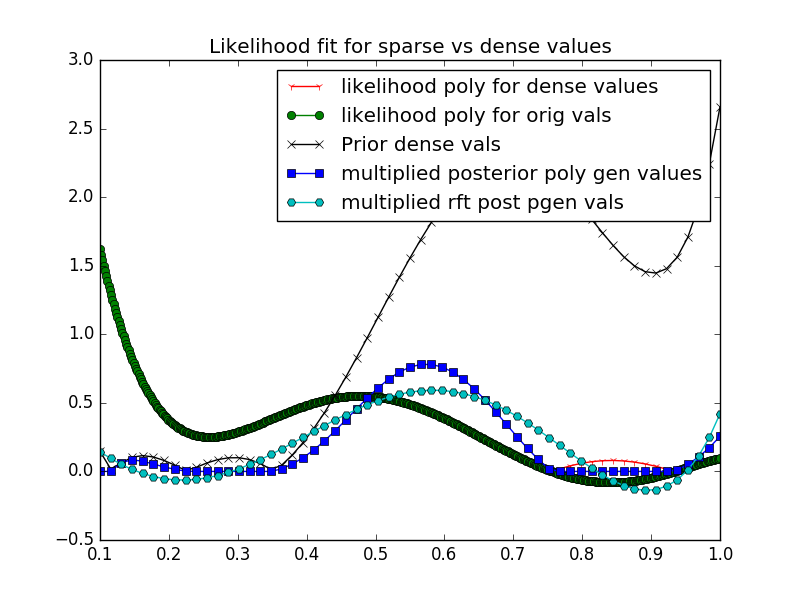 Likelihood fit for sparse vs dense values
3.0
2.5
2.0
1.5
1.0
0.5
0.0
−0.5
likelihood poly for dense values
likelihood poly for orig vals
Prior dense vals
multiplied posterior poly gen values
multiplied rft post pgen vals
0.1 0.2 0.3 0.4 0.5 0.6 0.7 0.8 0.9 1.0